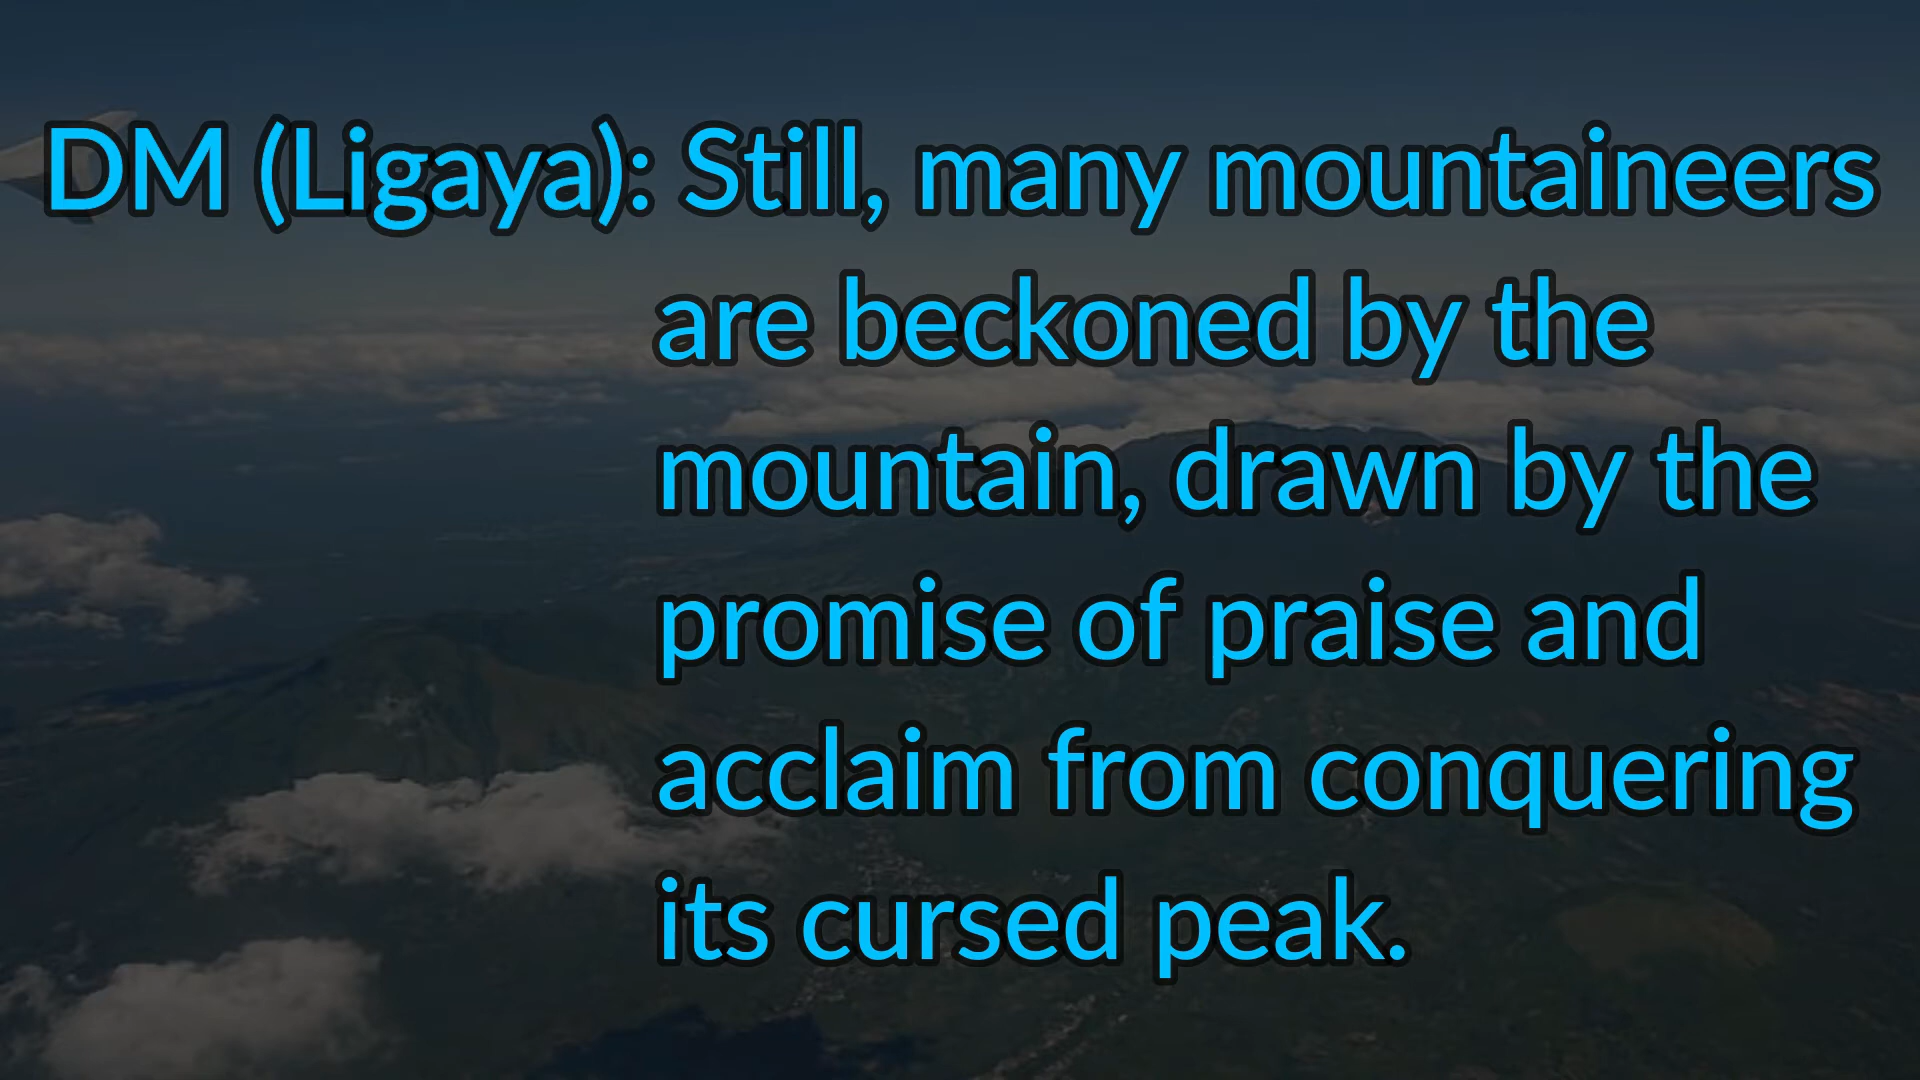 DM (Ligaya): Still, many mountaineers
are beckoned by the
mountain, drawn by the
promise of praise and
acclaim from conquering
its cursed peak.